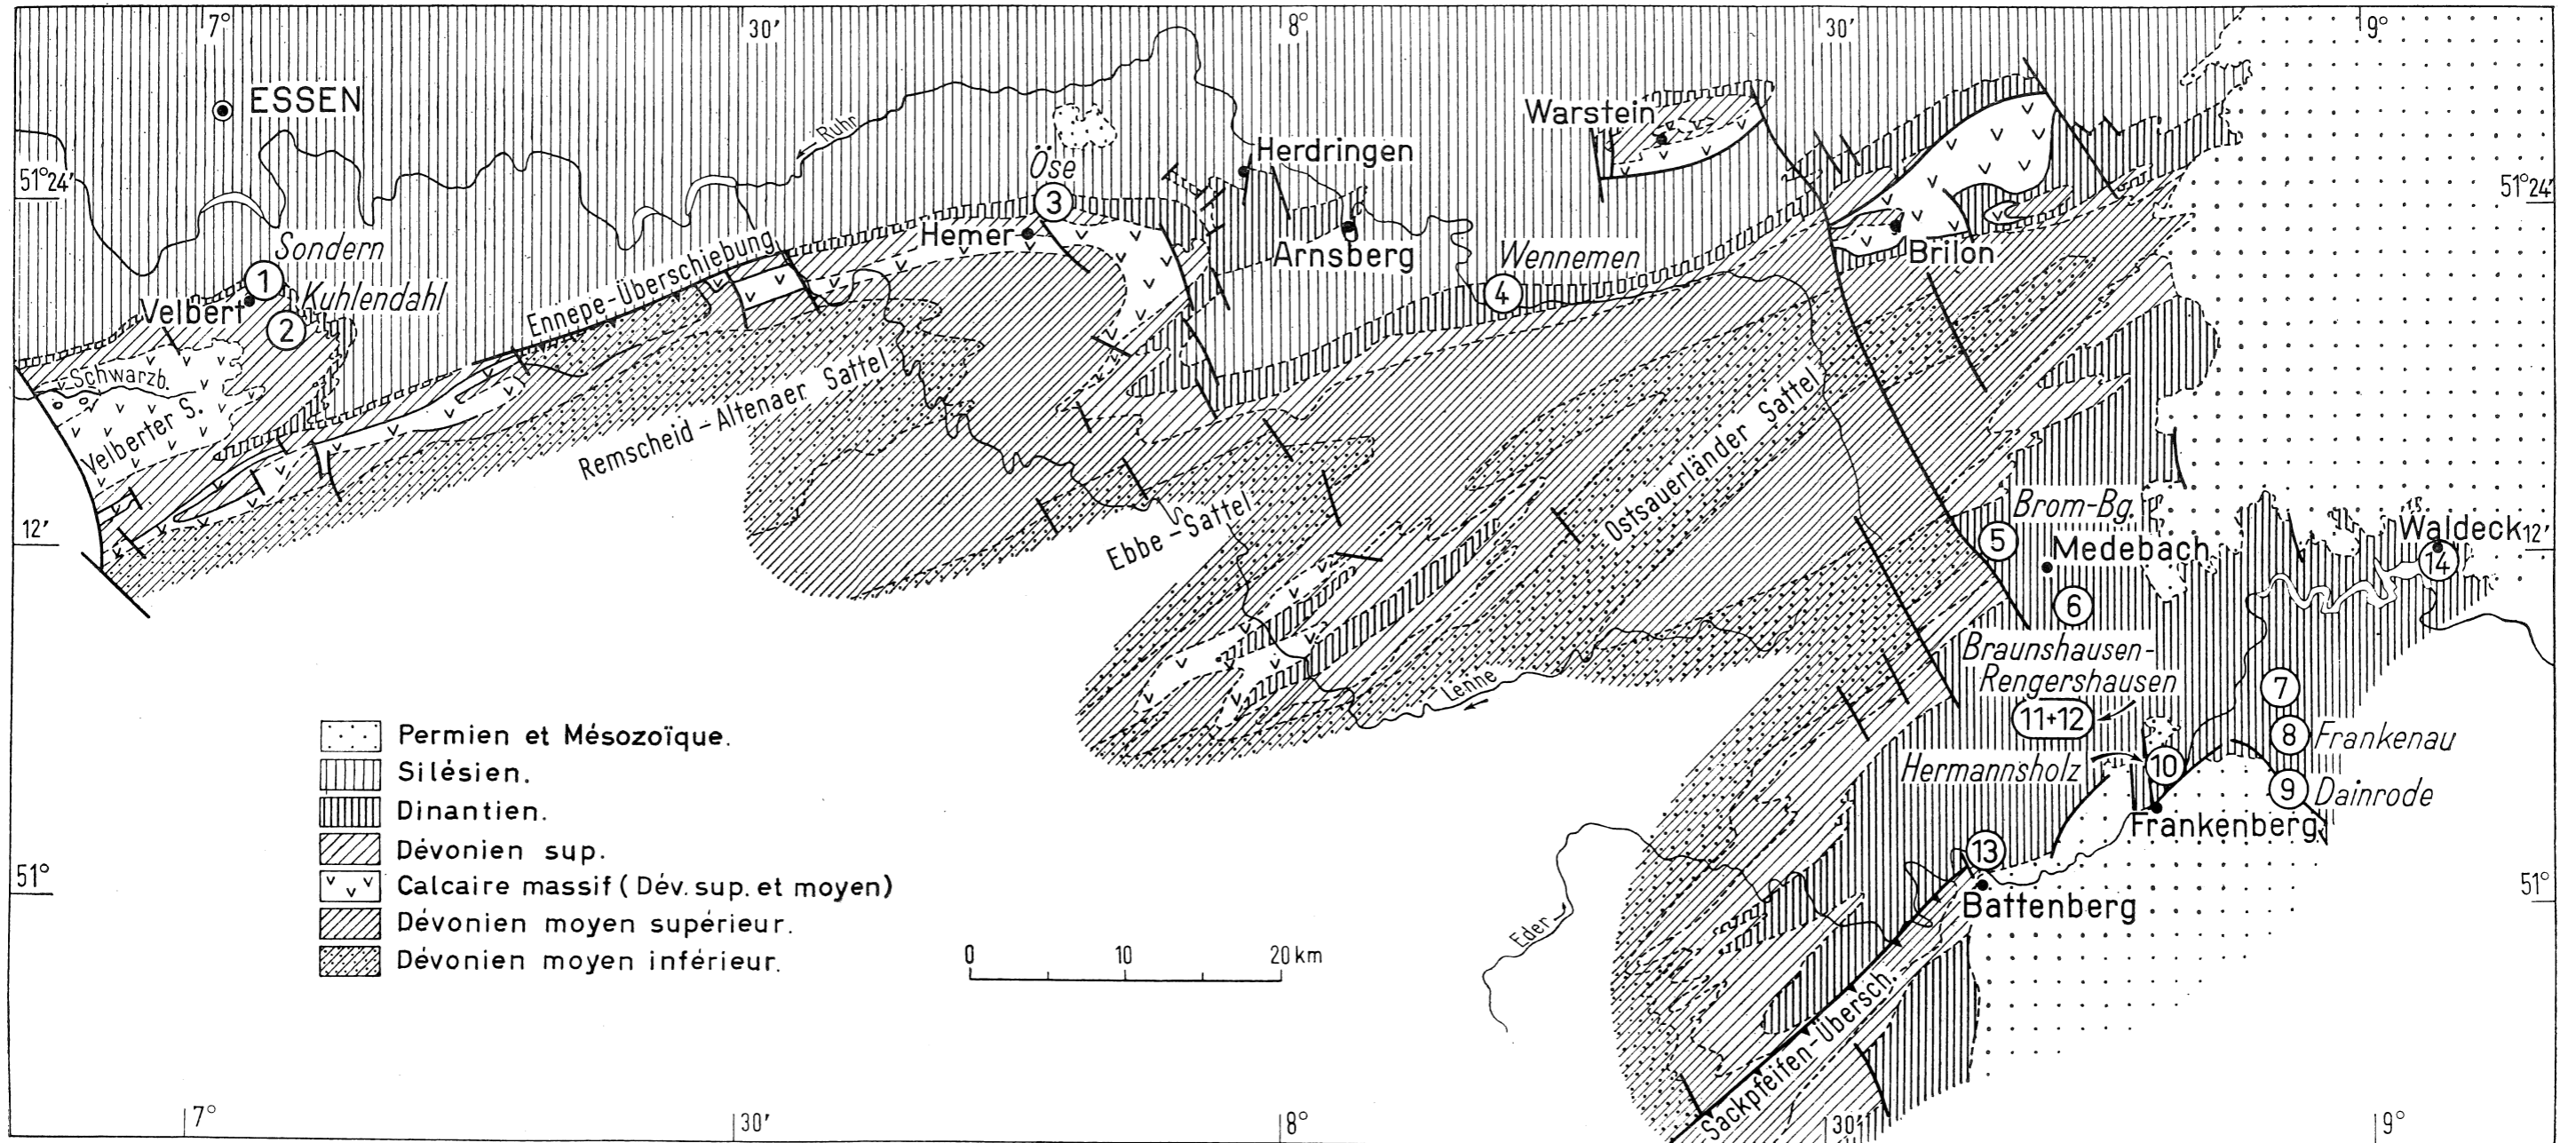 7°
30'
8°
30'
9°
ESSEN
Ruhr
Warstein
Herdringen
Öse
51°24'
51°24'
3
Hemer
Sondern
1
Arnsberg
Wennemen
Brilon
Kuhlendahl
Velbert
2
4
Ennepe-Überschiebung
Schwarzb.
Velberter S.
Remscheid-Altenaer Sattel
Ostsauerländer Sattel
Ebbe-Sattel
12'
Brom-Bg.
5
Medebach
Waldeck
12'
14
6
Braunshausen-
Rengershausen
11+12
7
Lenne
8
Frankenau
Hermannsholz
10
9
Dainrode
Frankenberg
13
Battenberg
Permien et Mésozoïque.
Silésien.
Dinantien.
Dévonien sup.
Calcaire massif (Dév. sup. et moyen)
Dévonien moyen supérieur.
Dévonien moyen inférieur.
51°
51°
0 10 20 km
Eder
Sackpfeifen-Übersch.
7°
30'
8°
30'
9°